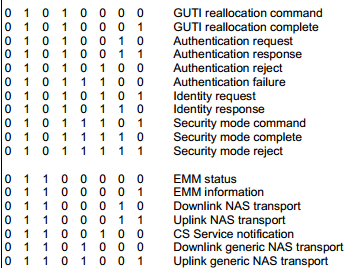 0 1 0 1 0 0 0 0 GUTI reallocation command
0 1 0 1 0 0 0 1 GUTI reallocation complete
0 1 0 1 0 0 1 0 Authentication request
0 1 0 1 0 0 1 1 Authentication response
0 1 0 1 0 1 0 0 Authentication reject
0 1 0 1 1 1 0 0 Authentication failure
0 1 0 1 0 1 0 1 Identity request
0 1 0 1 0 1 1 0 Identity response
0 1 0 1 1 1 0 1 Security mode command
0 1 0 1 1 1 1 0 Security mode complete
0 1 0 1 1 1 1 1 Security mode reject
0 1 1 0 0 0 0 0 EMM status
0 1 1 0 0 0 0 1 EMM information
0 1 1 0 0 0 1 0 Downlink NAS transport
0 1 1 0 0 0 1 1 Uplink NAS transport
0 1 1 0 0 1 0 0 CS Service notification
0 1 1 0 1 0 0 0 Downlink generic NAS transport
0 1 1 0 1 0 0 1 Uplink generic NAS transport